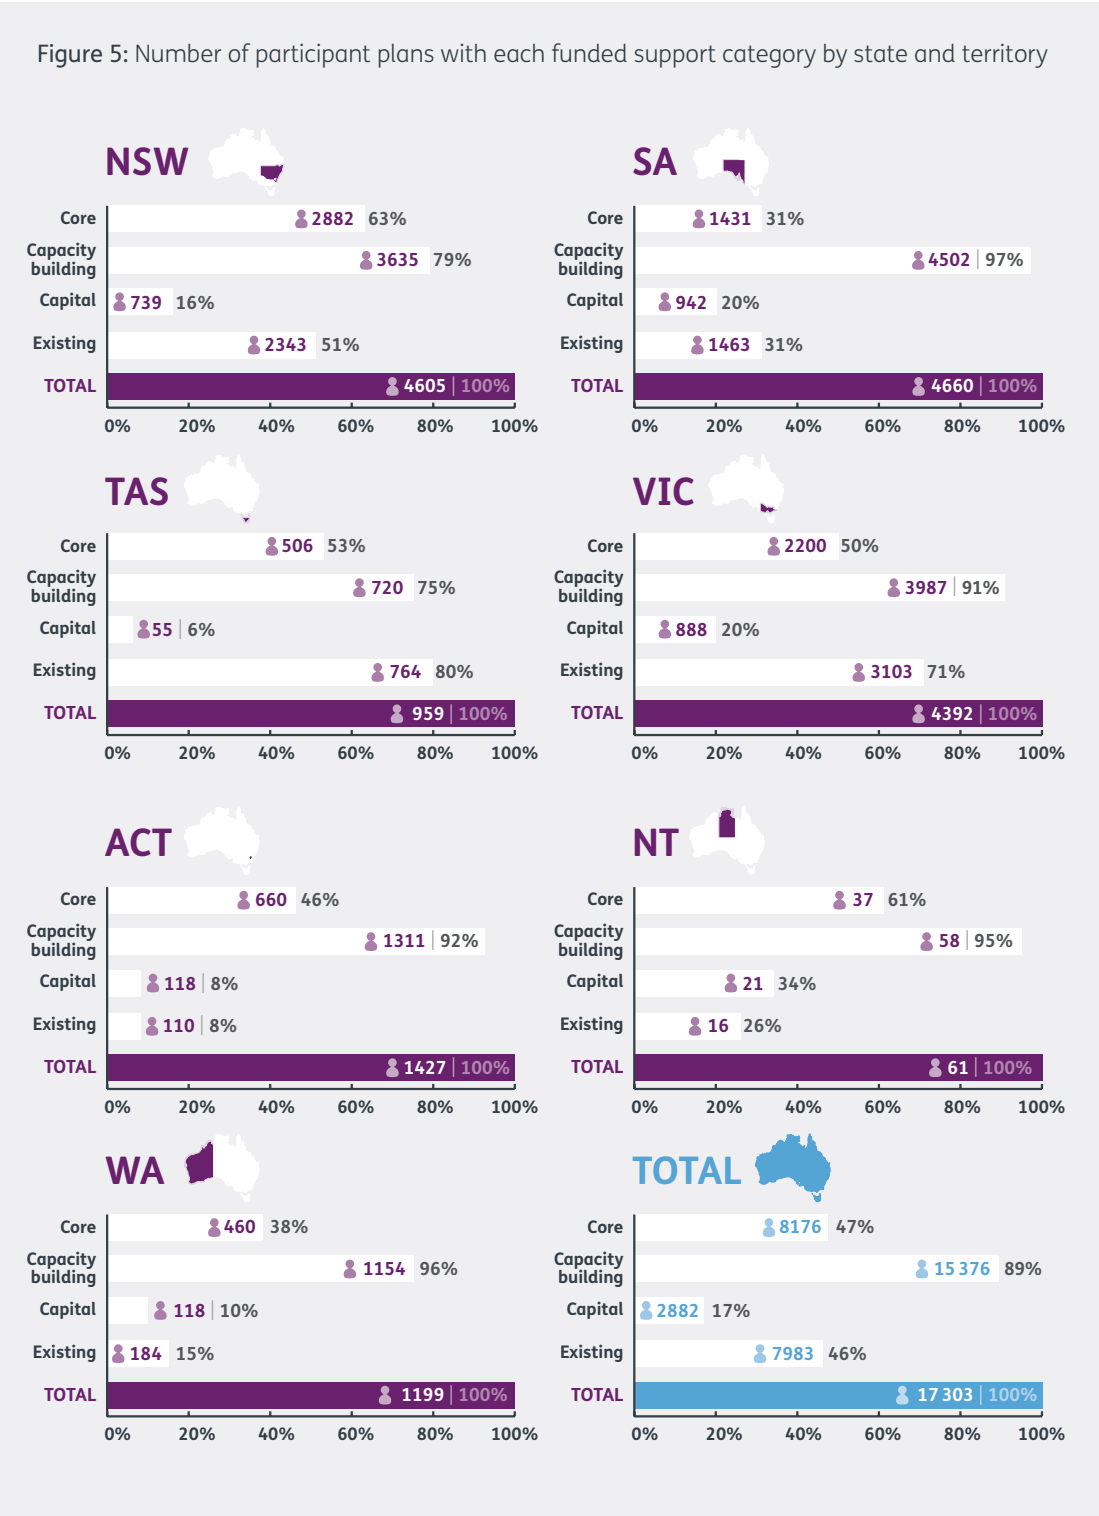 Figure 5: Number of participant plans with each funded support category by state and territory
NSW
Core 2882 63%
Capacity building 3635 79%
Capital 739 16%
Existing 2343 51%
TOTAL 4605 | 100%
0% 20% 40% 60% 80% 100%
SA
Core 1431 31%
Capacity building 4502 | 97%
Capital 942 20%
Existing 1463 31%
TOTAL 4660 | 100%
0% 20% 40% 60% 80% 100%
TAS
Core 506 53%
Capacity building 720 75%
Capital 55 | 6%
Existing 764 80%
TOTAL 959 | 100%
0% 20% 40% 60% 80% 100%
VIC
Core 2200 50%
Capacity building 3987 | 91%
Capital 888 20%
Existing 3103 71%
TOTAL 4392 | 100%
0% 20% 40% 60% 80% 100%
ACT
Core 660 46%
Capacity building 1311 | 92%
Capital 118 | 8%
Existing 110 | 8%
TOTAL 1427 | 100%
0% 20% 40% 60% 80% 100%
NT
Core 37 61%
Capacity building 58 | 95%
Capital 21 34%
Existing 16 26%
TOTAL 61 | 100%
0% 20% 40% 60% 80% 100%
WA
Core 460 38%
Capacity building 1154 96%
Capital 118 | 10%
Existing 184 15%
TOTAL 1199 | 100%
0% 20% 40% 60% 80% 100%
TOTAL
Core 8176 47%
Capacity building 15 376 89%
Capital 2882 17%
Existing 7983 46%
TOTAL 17 303 | 100%
0% 20% 40% 60% 80% 100%